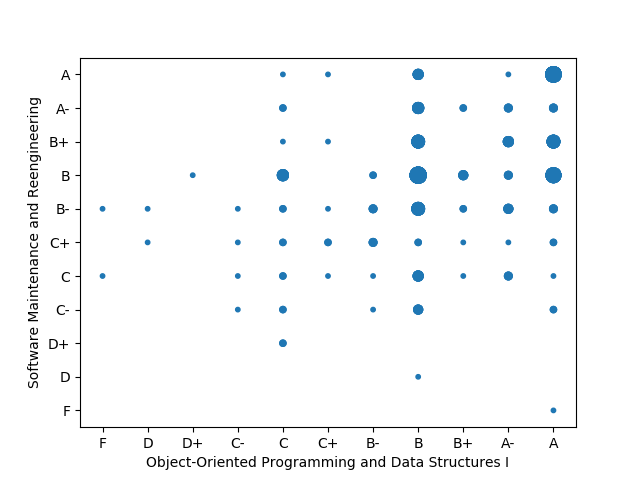 A
A-
B+
B
B-
C+
C
C-
D+
D
F
Software Maintenance and Reengineering
F D D+ C- C C+ B- B B+ A- A
Object-Oriented Programming and Data Structures I